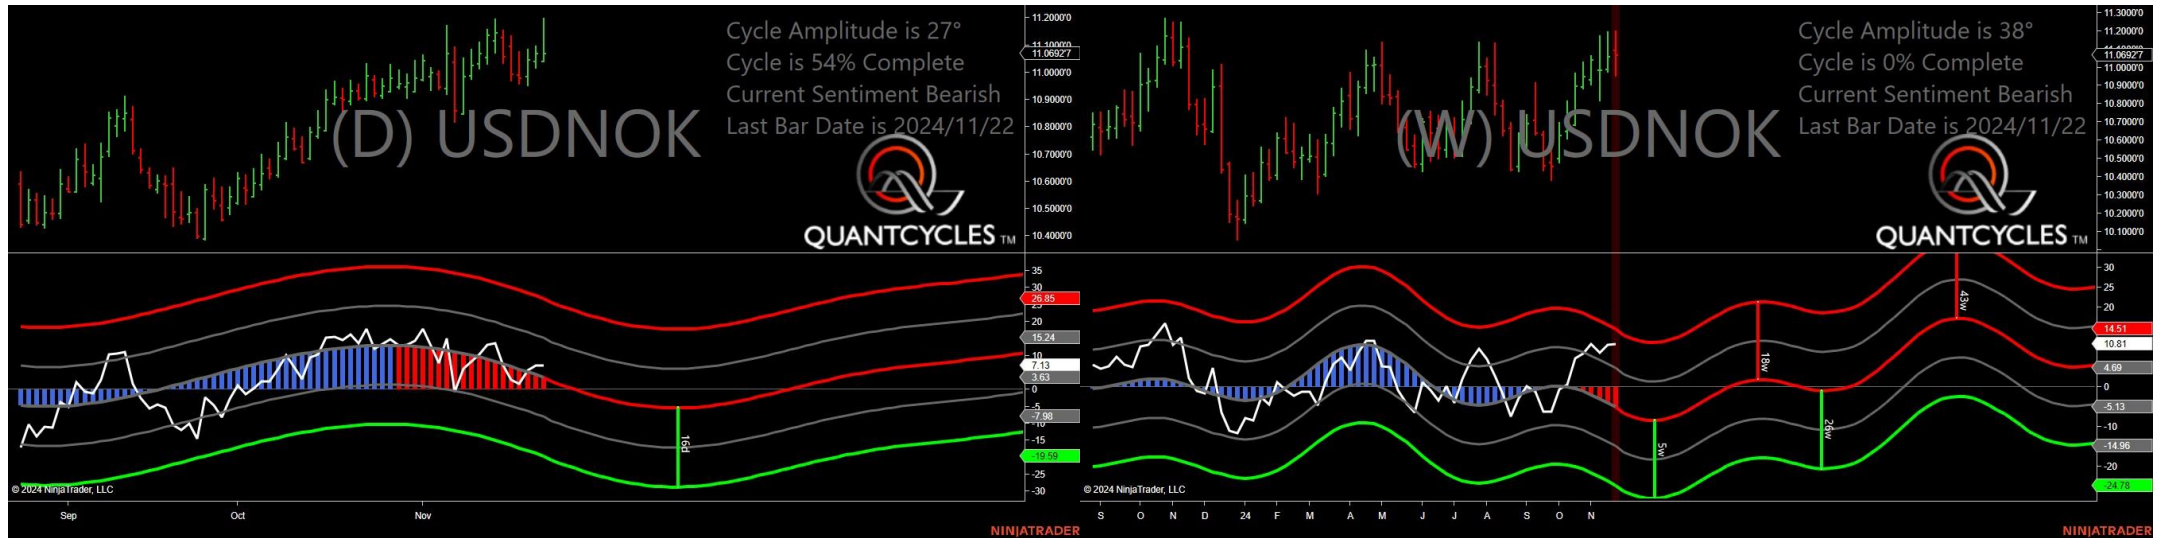 Cycle Amplitude is 27°
Cycle is 54% Complete
Current Sentiment Bearish
Last Bar Date is 2024/11/22
(D) USDNOK
QUANTCYCLES TM
11.2000'0
11.0692'7
11.0000'0
10.9000'0
10.8000'0
10.7000'0
10.6000'0
10.5000'0
10.4000'0
35
30
26.85
20
15.24
10
7.13
3.63
0
-5
-7.98
-10
-15
-19.59
-25
-30
16d
© 2024 NinjaTrader, LLC
Sep Oct Nov
NINJATRADER
Cycle Amplitude is 38°
Cycle is 0% Complete
Current Sentiment Bearish
Last Bar Date is 2024/11/22
(W) USDNOK
QUANTCYCLES TM
11.3000'0
11.2000'0
11.0692'7
11.0000'0
10.9000'0
10.8000'0
10.7000'0
10.6000'0
10.5000'0
10.4000'0
10.3000'0
10.2000'0
10.1000'0
30
20
14.51
10.81
4.69
0
-5.13
-10
-14.96
-20
-24.78
5w
18w
26w
43w
© 2024 NinjaTrader, LLC
S O N D 24 F M A M J J A S O N
NINJATRADER